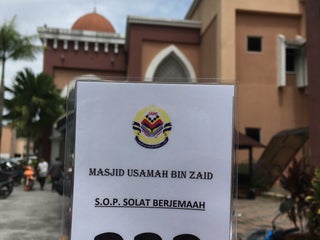 MASJID USAMAH BIN ZAID
S.O.P. SOLAT BERJEMAAH